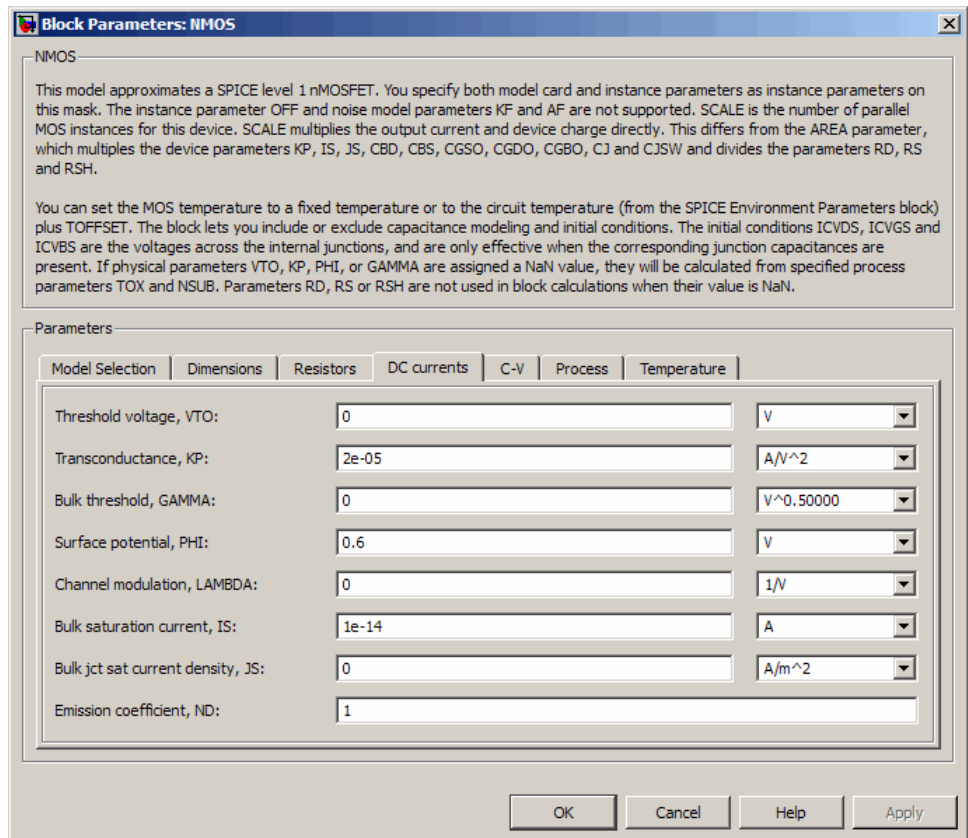 Block Parameters: NMOS
NMOS
This model approximates a SPICE level 1 nMOSFET. You specify both model card and instance parameters as instance parameters on
this mask. The instance parameter OFF and noise model parameters KF and AF are not supported. SCALE is the number of parallel
MOS instances for this device. SCALE multiplies the output current and device charge directly. This differs from the AREA parameter,
which multiplies the device parameters KP, IS, JS, CBD, CBS, CGSO, CGDO, CGBO, CJ and CJSW and divides the parameters RD, RS
and RSH.
You can set the MOS temperature to a fixed temperature or to the circuit temperature (from the SPICE Environment Parameters block)
plus TOFFSET. The block lets you include or exclude capacitance modeling and initial conditions. The initial conditions ICVDS, ICVGS and
ICVBS are the voltages across the internal junctions, and are only effective when the corresponding junction capacitances are
present. If physical parameters VTO, KP, PHI, or GAMMA are assigned a NaN value, they will be calculated from specified process
parameters TOX and NSUB. Parameters RD, RS or RSH are not used in block calculations when their value is NaN.
Parameters
Model Selection Dimensions Resistors DC currents C-V Process Temperature
Threshold voltage, VTO: 0 V
Transconductance, KP: 2e-05 A/V^2
Bulk threshold, GAMMA: 0 V^0.50000
Surface potential, PHI: 0.6 V
Channel modulation, LAMBDA: 0 1/V
Bulk saturation current, IS: 1e-14 A
Bulk jct sat current density, JS: 0 A/m^2
Emission coefficient, ND: 1
OK Cancel Help Apply